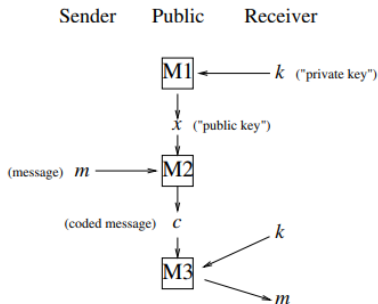 Sender Public Receiver
M1 k ("private key")
x ("public key")
(message) m M2
(coded message) c
k
M3
m